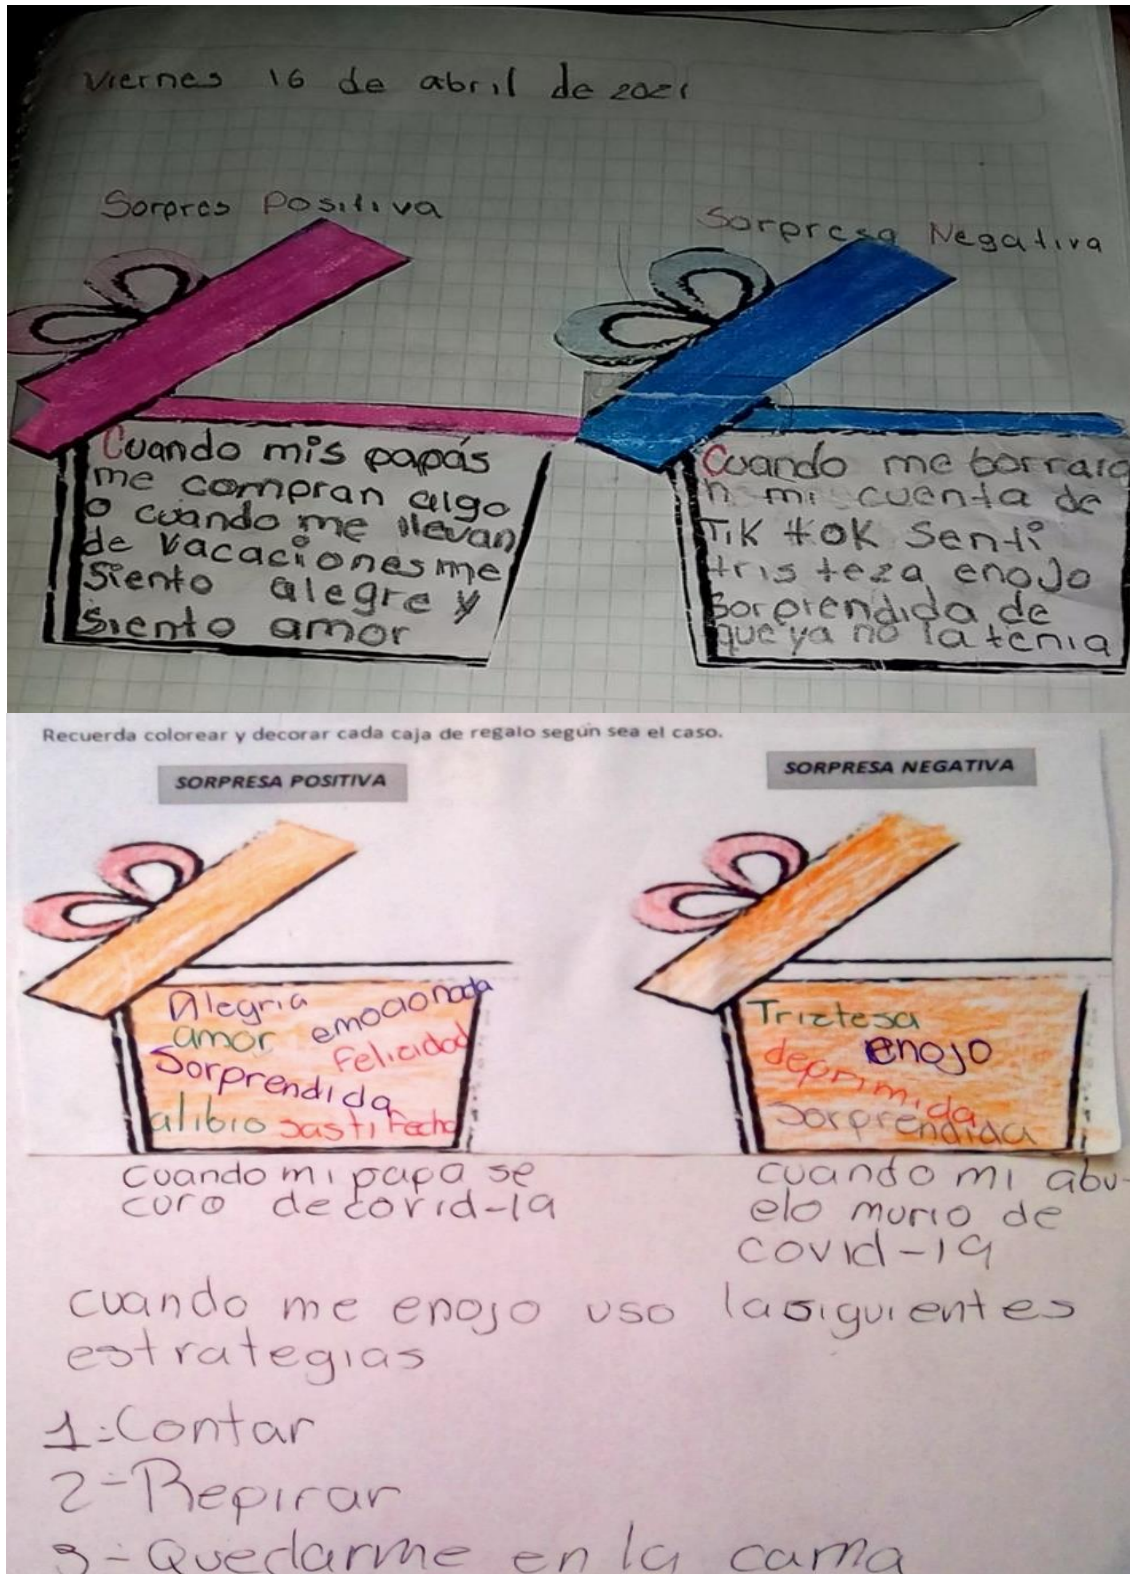 Viernes 16 de abril de 2021
Sorpres Positiva
Sorpresa Negativa
Cuando mis papás
me compran algo
o cuando me llevan
de vacaciones me
siento alegre y
siento amor
Cuando me borraro
n mi cuenta de
Tik tok Senti
tristeza enojo
sorprendida de
que ya no la tenia
Recuerda colorear y decorar cada caja de regalo según sea el caso.
SORPRESA POSITIVA
SORPRESA NEGATIVA
Alegria
emocionada
amor
Felicidad
Sorprendida
alibio sastifecha
Triztesa
enojo
deprimida
Sorprendida
cuando mi papa se
curo de covid-19
cuando mi abu-
elo murio de
covid-19
cuando me enojo uso lasiguientes
estrategias
1=Contar
2-Repirar
3-Quedarme en la cama